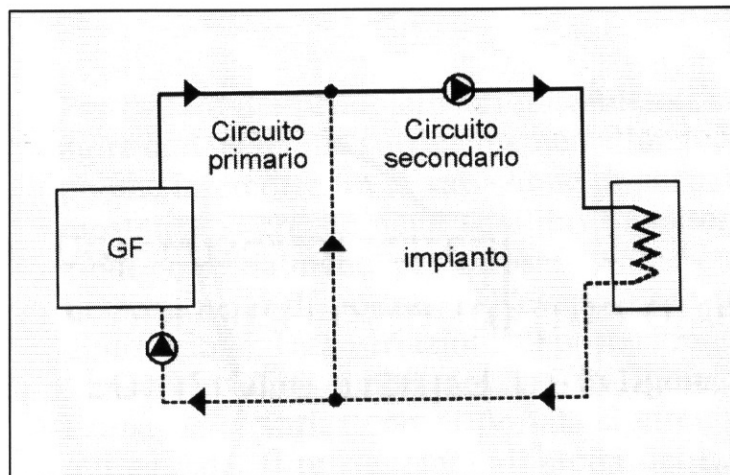 Circuito
primario
Circuito
secondario
GF
impianto